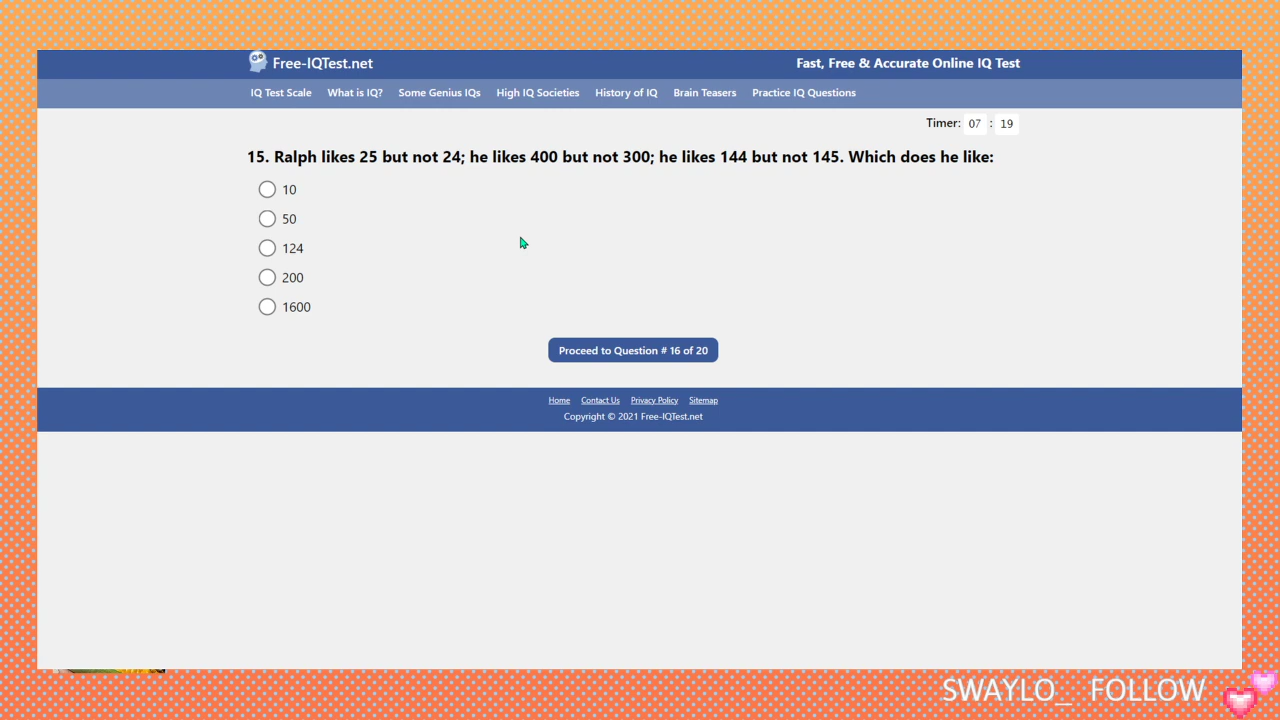 Free-IQTest.net
Fast, Free & Accurate Online IQ Test
IQ Test Scale What is IQ? Some Genius IQs High IQ Societies History of IQ Brain Teasers Practice IQ Questions
Timer: 07 : 19
15. Ralph likes 25 but not 24; he likes 400 but not 300; he likes 144 but not 145. Which does he like:
10
50
124
200
1600
Proceed to Question # 16 of 20
Home Contact Us Privacy Policy Sitemap
Copyright © 2021 Free-IQTest.net
SWAYLO_ FOLLOW